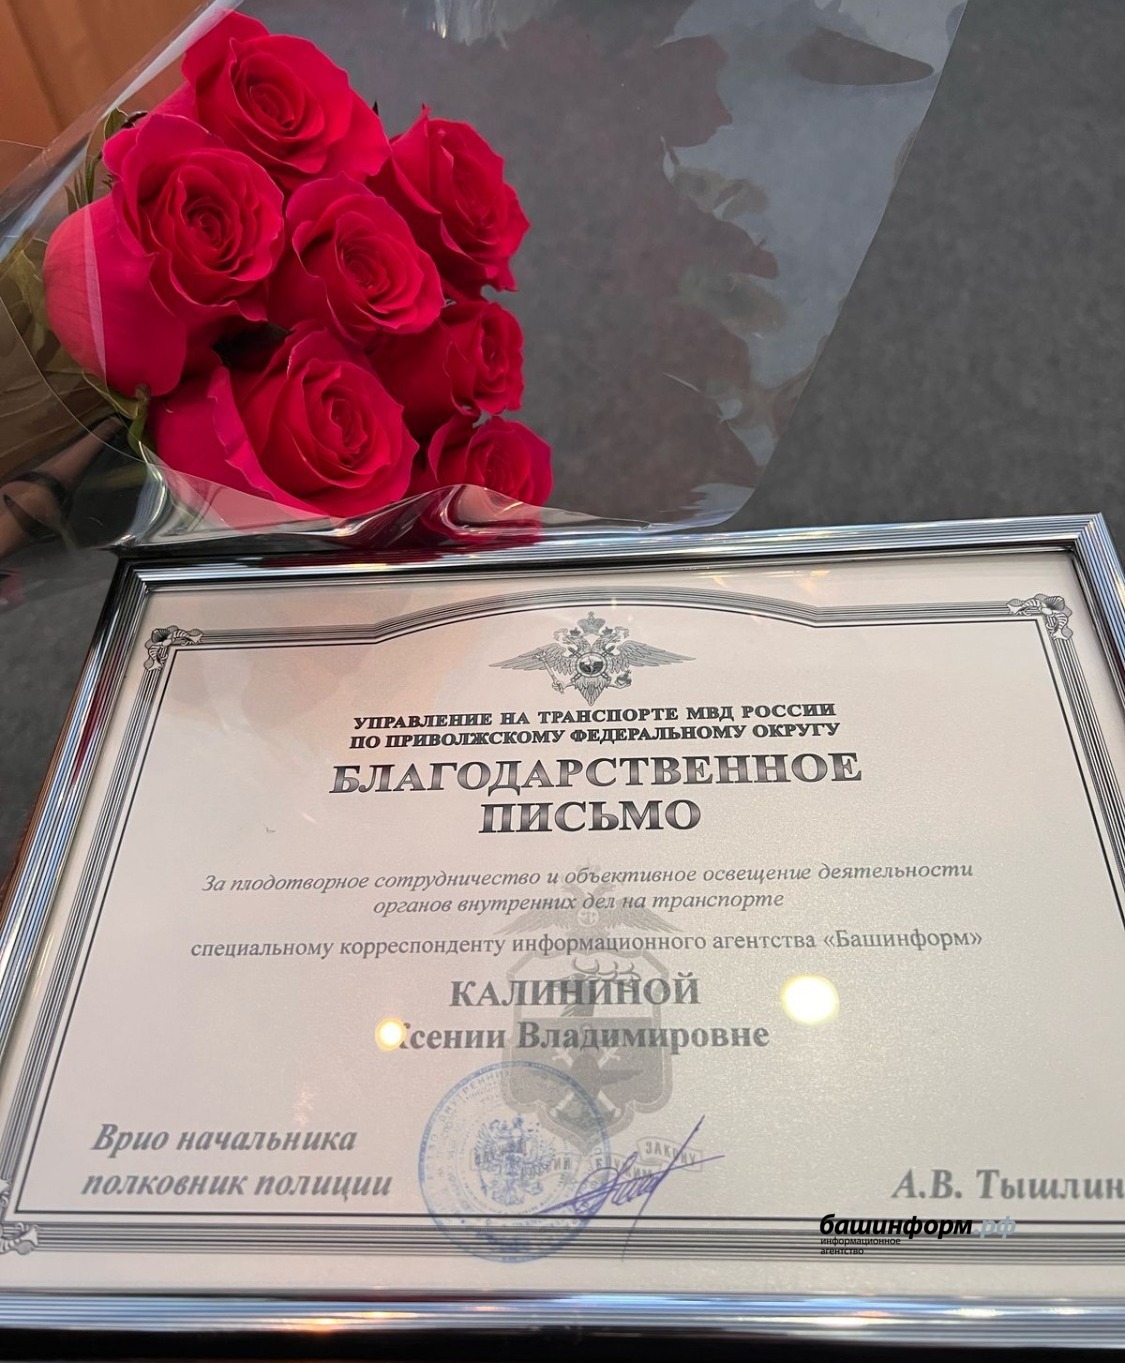 УПРАВЛЕНИЕ НА ТРАНСПОРТЕ МВД РОССИИ
ПО ПРИВОЛЖСКОМУ ФЕДЕРАЛЬНОМУ ОКРУГУ
БЛАГОДАРСТВЕННОЕ
ПИСЬМО
За плодотворное сотрудничество и объективное освещение деятельности
органов внутренних дел на транспорте
специальному корреспонденту информационного агентства «Башинформ»
КАЛИНИНОЙ
Ксении Владимировне
ЗАКОНУ
Врио начальника
полковник полиции
А.В. Тышлин
башинформ.рф
информационное
агентство